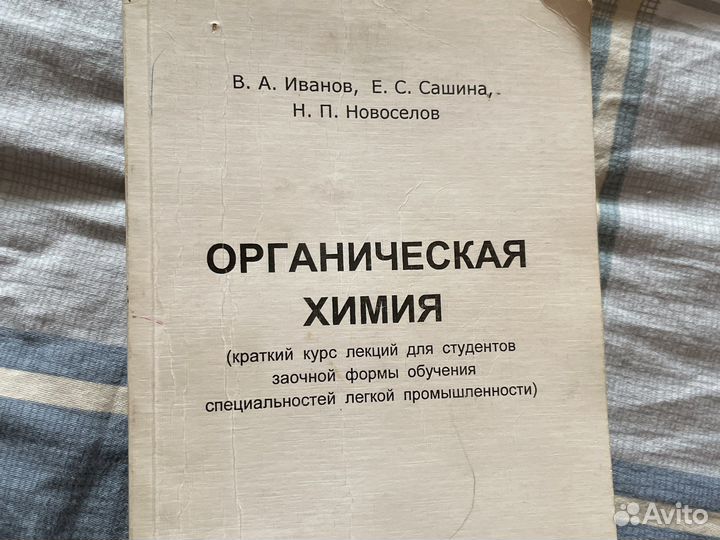 В. А. Иванов, Е. С. Сашина,
Н. П. Новоселов
ОРГАНИЧЕСКАЯ
ХИМИЯ
(краткий курс лекций для студентов
заочной формы обучения
специальностей легкой промышленности)
Avito